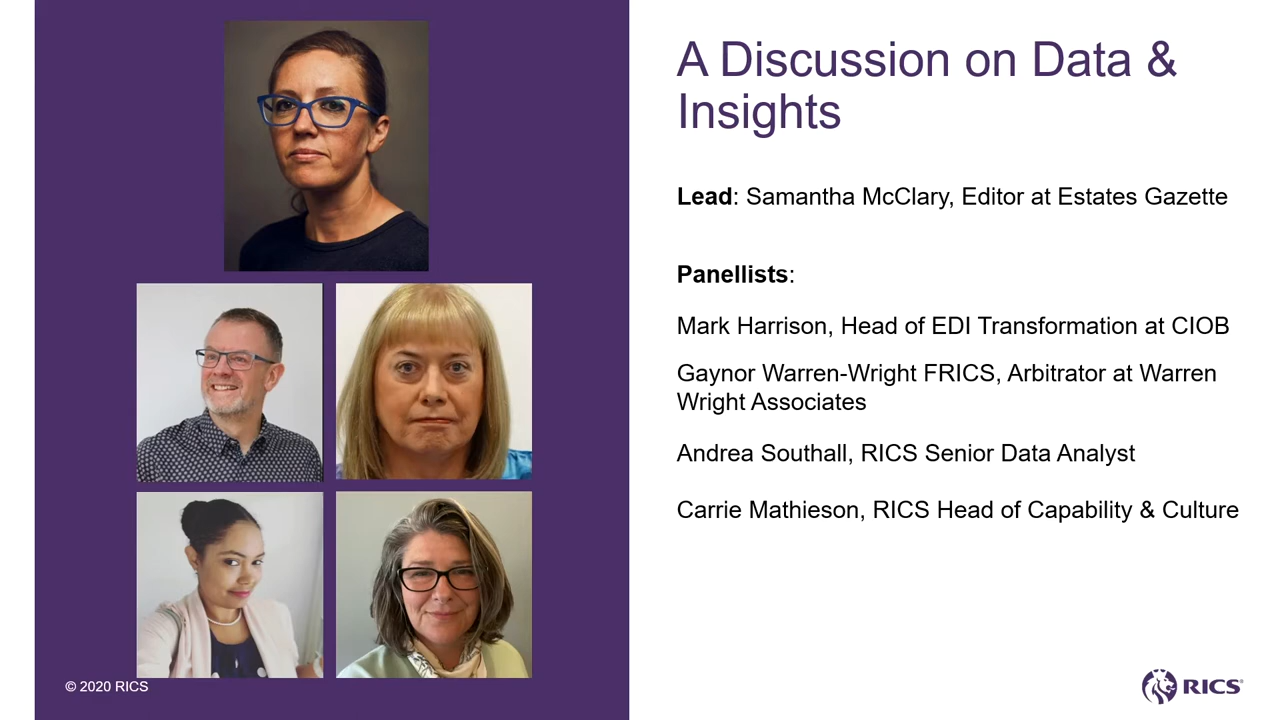 A Discussion on Data &
Insights
Lead: Samantha McClary, Editor at Estates Gazette
Panellists:
Mark Harrison, Head of EDI Transformation at CIOB
Gaynor Warren-Wright FRICS, Arbitrator at Warren
Wright Associates
Andrea Southall, RICS Senior Data Analyst
Carrie Mathieson, RICS Head of Capability & Culture
© 2020 RICS
RICS